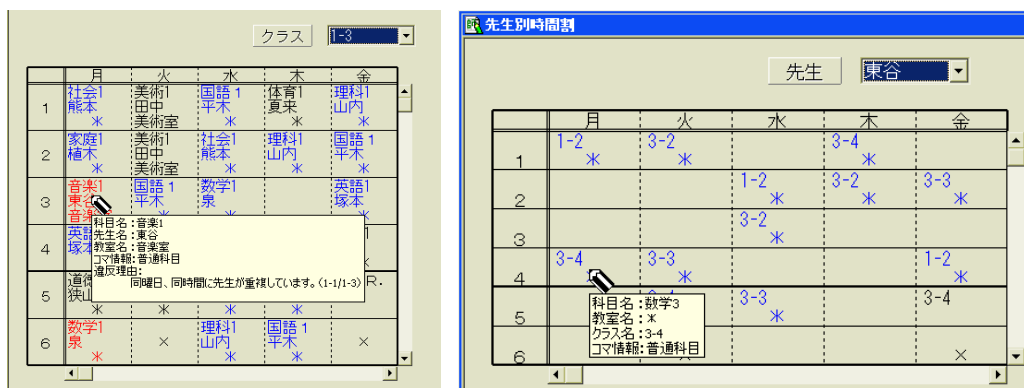 クラス 1-3
月 火 水 木 金
1 社会1 美術1 国語1 体育1 理科1
熊本 田中 平木 夏来 山内
* 美術室 * * *
2 家庭1 美術1 社会1 理科1 国語1
植木 田中 熊本 山内 平木
* 美術室 * * *
3 音楽1 国語1 数学1 英語1
東谷 平木 泉 塚本
音楽
科目名:音楽1
先生名:東谷
教室名:音楽室
コマ情報:普通科目
違反理由:
同曜日、同時間に先生が重複しています。(1-1/1-3)
4 英語
塚本
5 道徳 R.
狭山
* × * *
6 数学1 × 理科1 国語1 ×
泉 山内 平木
* * *
先生別時間割
先生 東谷
月 火 水 木 金
1 1-2 3-2 3-4
* * *
2 1-2 3-2 3-3
* * *
3 3-2
*
4 3-4 3-3 1-2
* *
科目名:数学3
教室名:*
クラス名:3-4
コマ情報:普通科目
5 3-3 3-4
*
6 ×